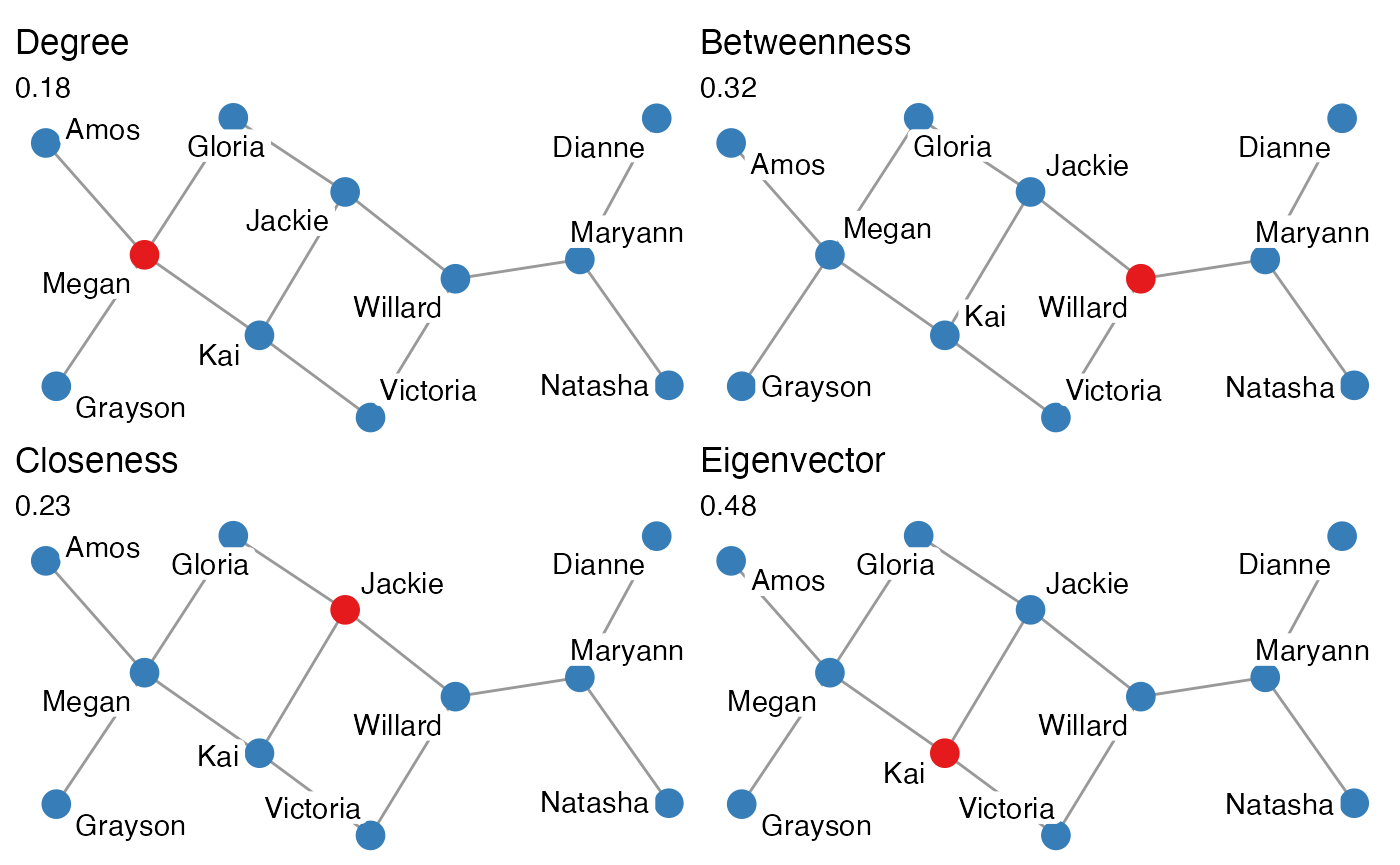 Degree
0.18
Amos
Gloria
Dianne
Jackie
Maryann
Megan
Willard
Kai
Victoria
Natasha
Grayson
Betweenness
0.32
Amos
Gloria
Jackie
Dianne
Megan
Maryann
Willard
Kai
Grayson
Victoria
Natasha
Closeness
0.23
Amos
Gloria
Jackie
Dianne
Maryann
Megan
Willard
Kai
Victoria
Natasha
Grayson
Eigenvector
0.48
Amos
Gloria
Jackie
Dianne
Maryann
Megan
Willard
Kai
Victoria
Natasha
Grayson